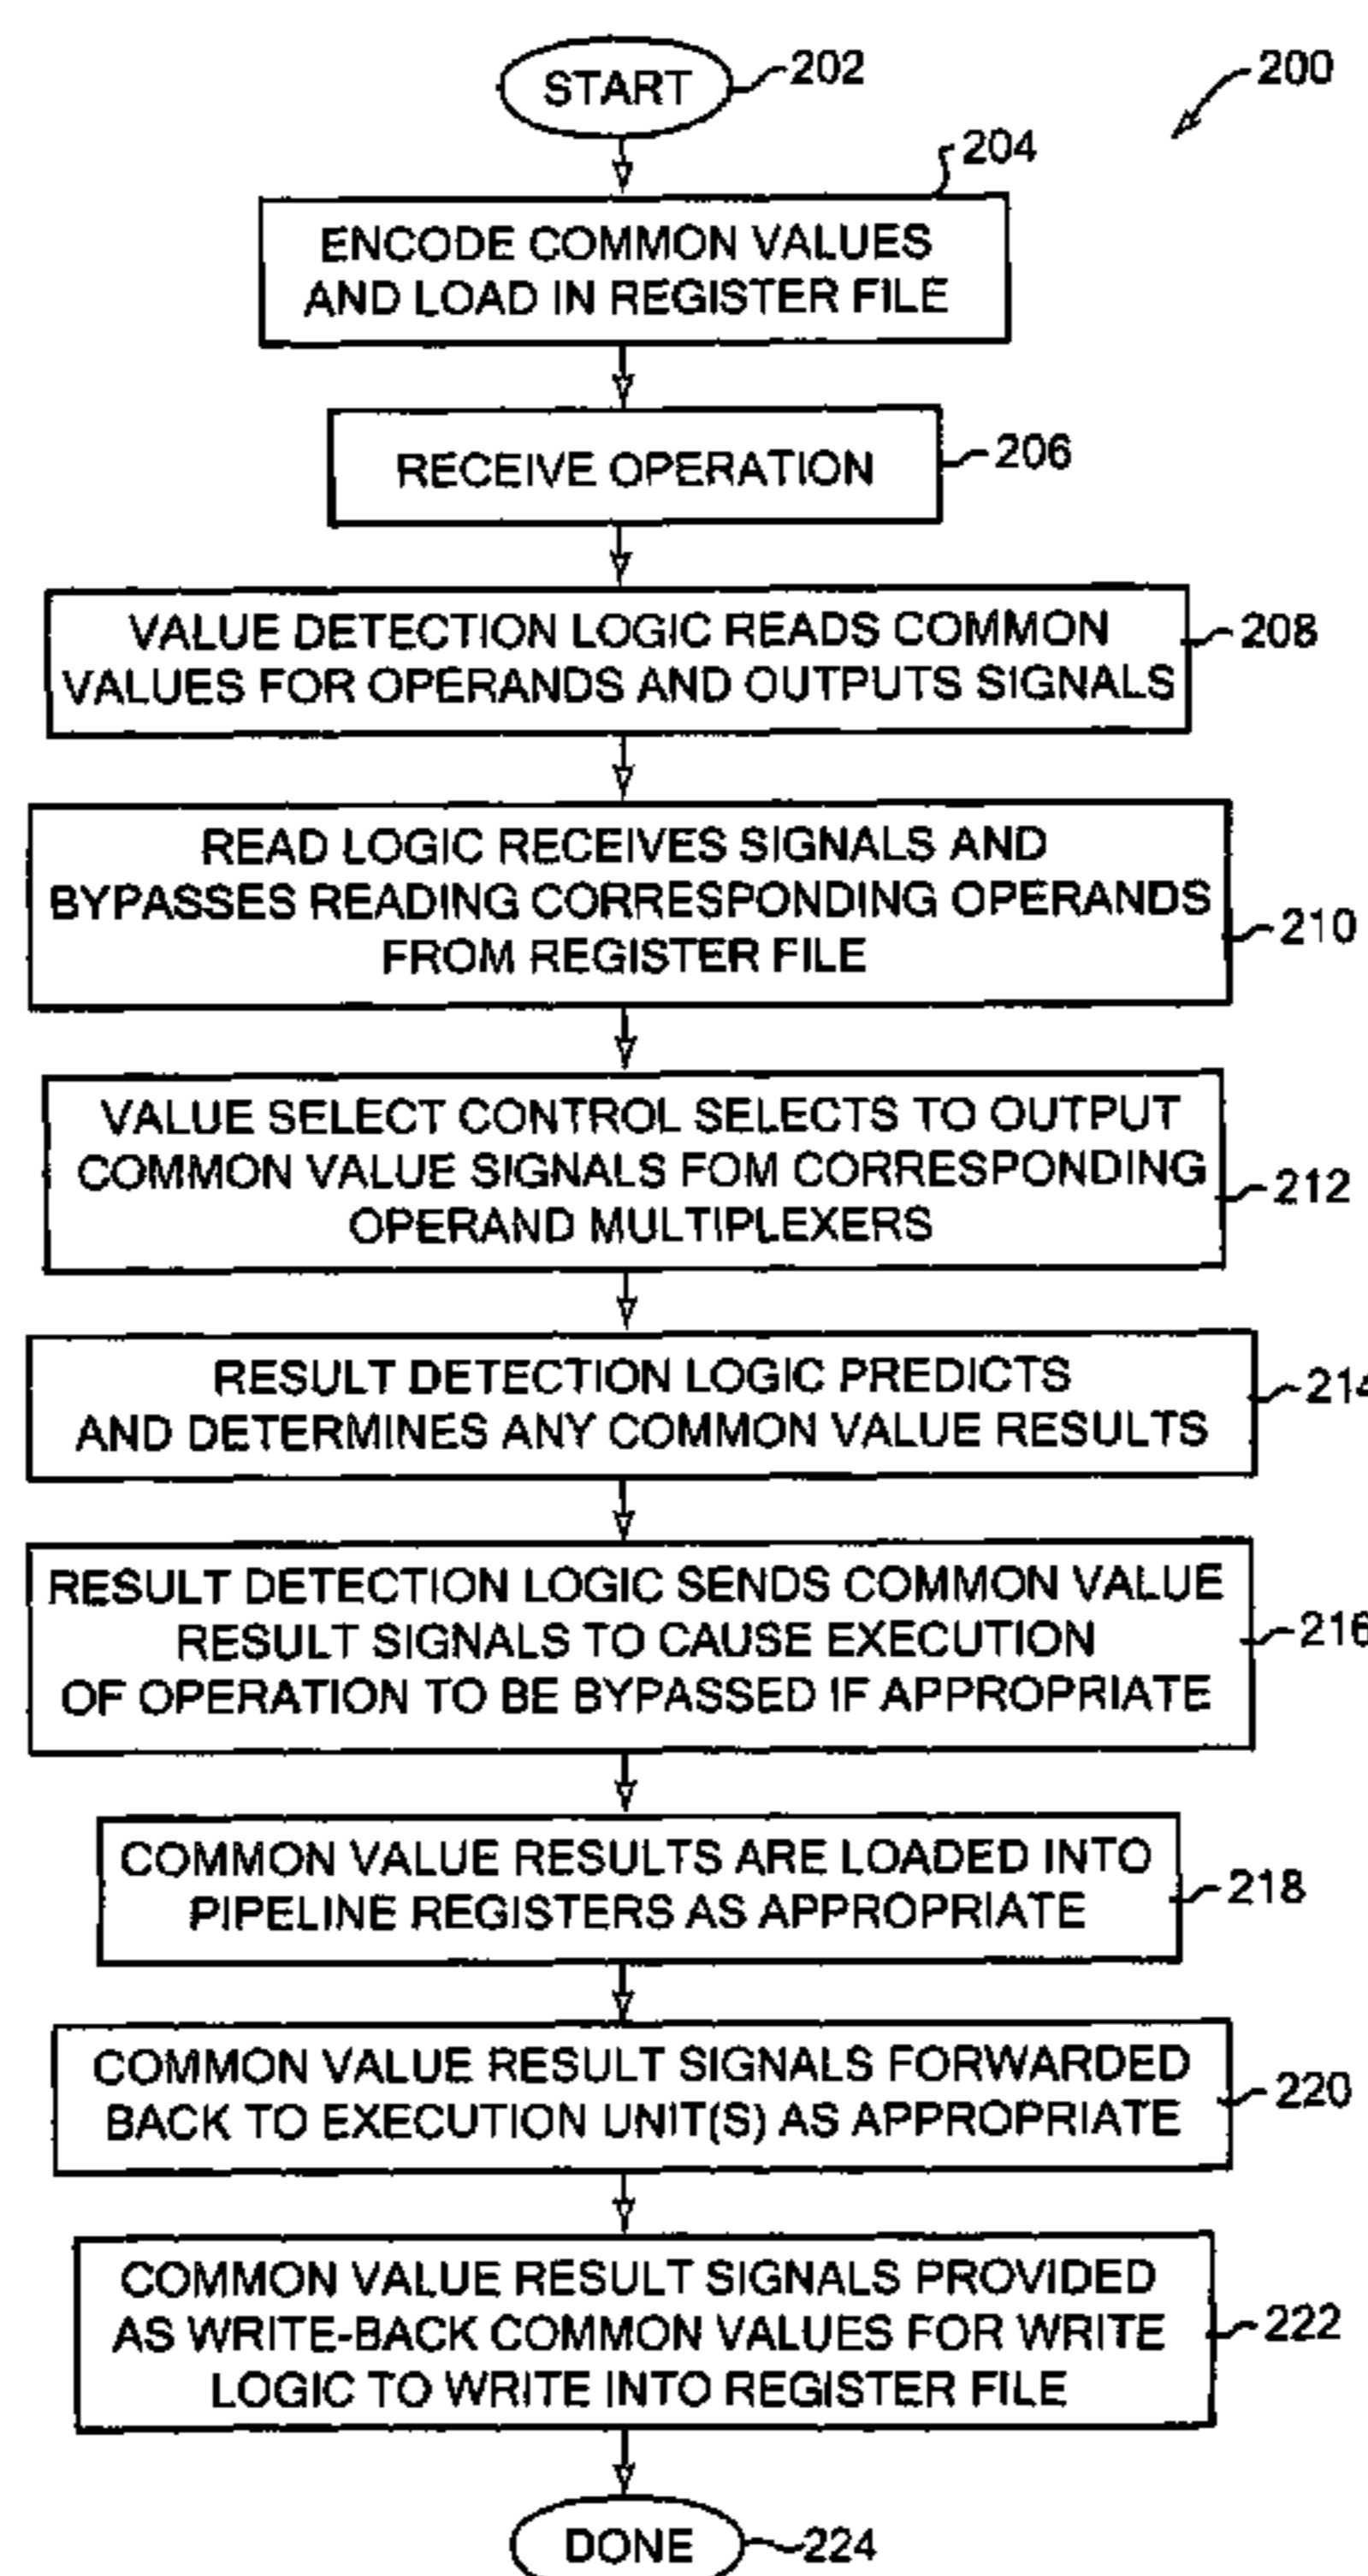 START
202
200
204
ENCODE COMMON VALUES
AND LOAD IN REGISTER FILE
RECEIVE OPERATION
206
VALUE DETECTION LOGIC READS COMMON
VALUES FOR OPERANDS AND OUTPUTS SIGNALS
208
READ LOGIC RECEIVES SIGNALS AND
BYPASSES READING CORRESPONDING OPERANDS
FROM REGISTER FILE
210
VALUE SELECT CONTROL SELECTS TO OUTPUT
COMMON VALUE SIGNALS FOM CORRESPONDING
OPERAND MULTIPLEXERS
212
RESULT DETECTION LOGIC PREDICTS
AND DETERMINES ANY COMMON VALUE RESULTS
214
RESULT DETECTION LOGIC SENDS COMMON VALUE
RESULT SIGNALS TO CAUSE EXECUTION
OF OPERATION TO BE BYPASSED IF APPROPRIATE
216
COMMON VALUE RESULTS ARE LOADED INTO
PIPELINE REGISTERS AS APPROPRIATE
218
COMMON VALUE RESULT SIGNALS FORWARDED
BACK TO EXECUTION UNIT(S) AS APPROPRIATE
220
COMMON VALUE RESULT SIGNALS PROVIDED
AS WRITE-BACK COMMON VALUES FOR WRITE
LOGIC TO WRITE INTO REGISTER FILE
222
DONE
224